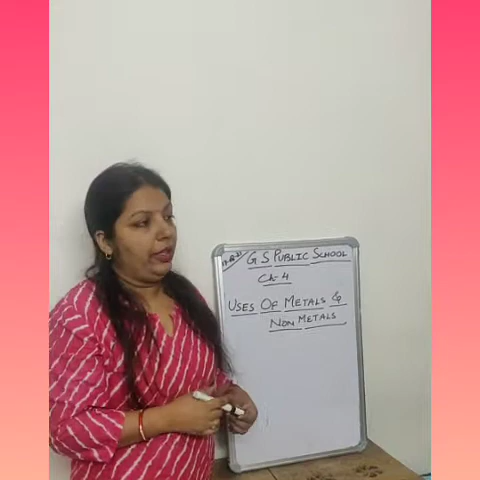 G S PUBLIC SCHOOL
Ch-4
USES OF METALS &
NON METALS